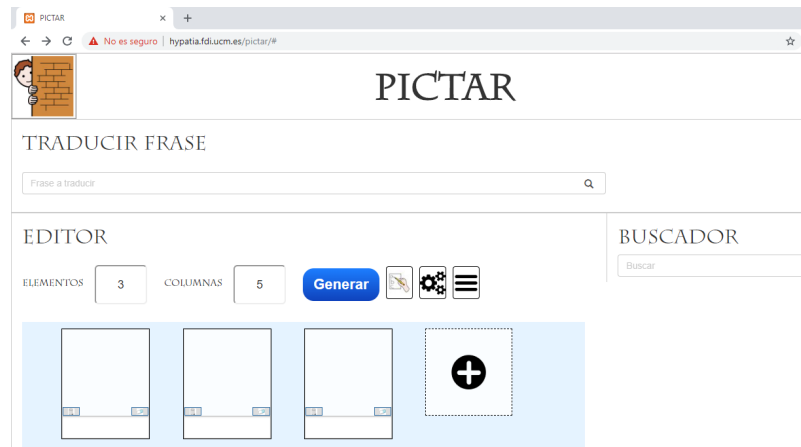 PICTAR
No es seguro | hypatia.fdi.ucm.es/pictar/#
PICTAR
TRADUCIR FRASE
Frase a traducir
EDITOR
ELEMENTOS 3 COLUMNAS 5 Generar
BUSCADOR
Buscar